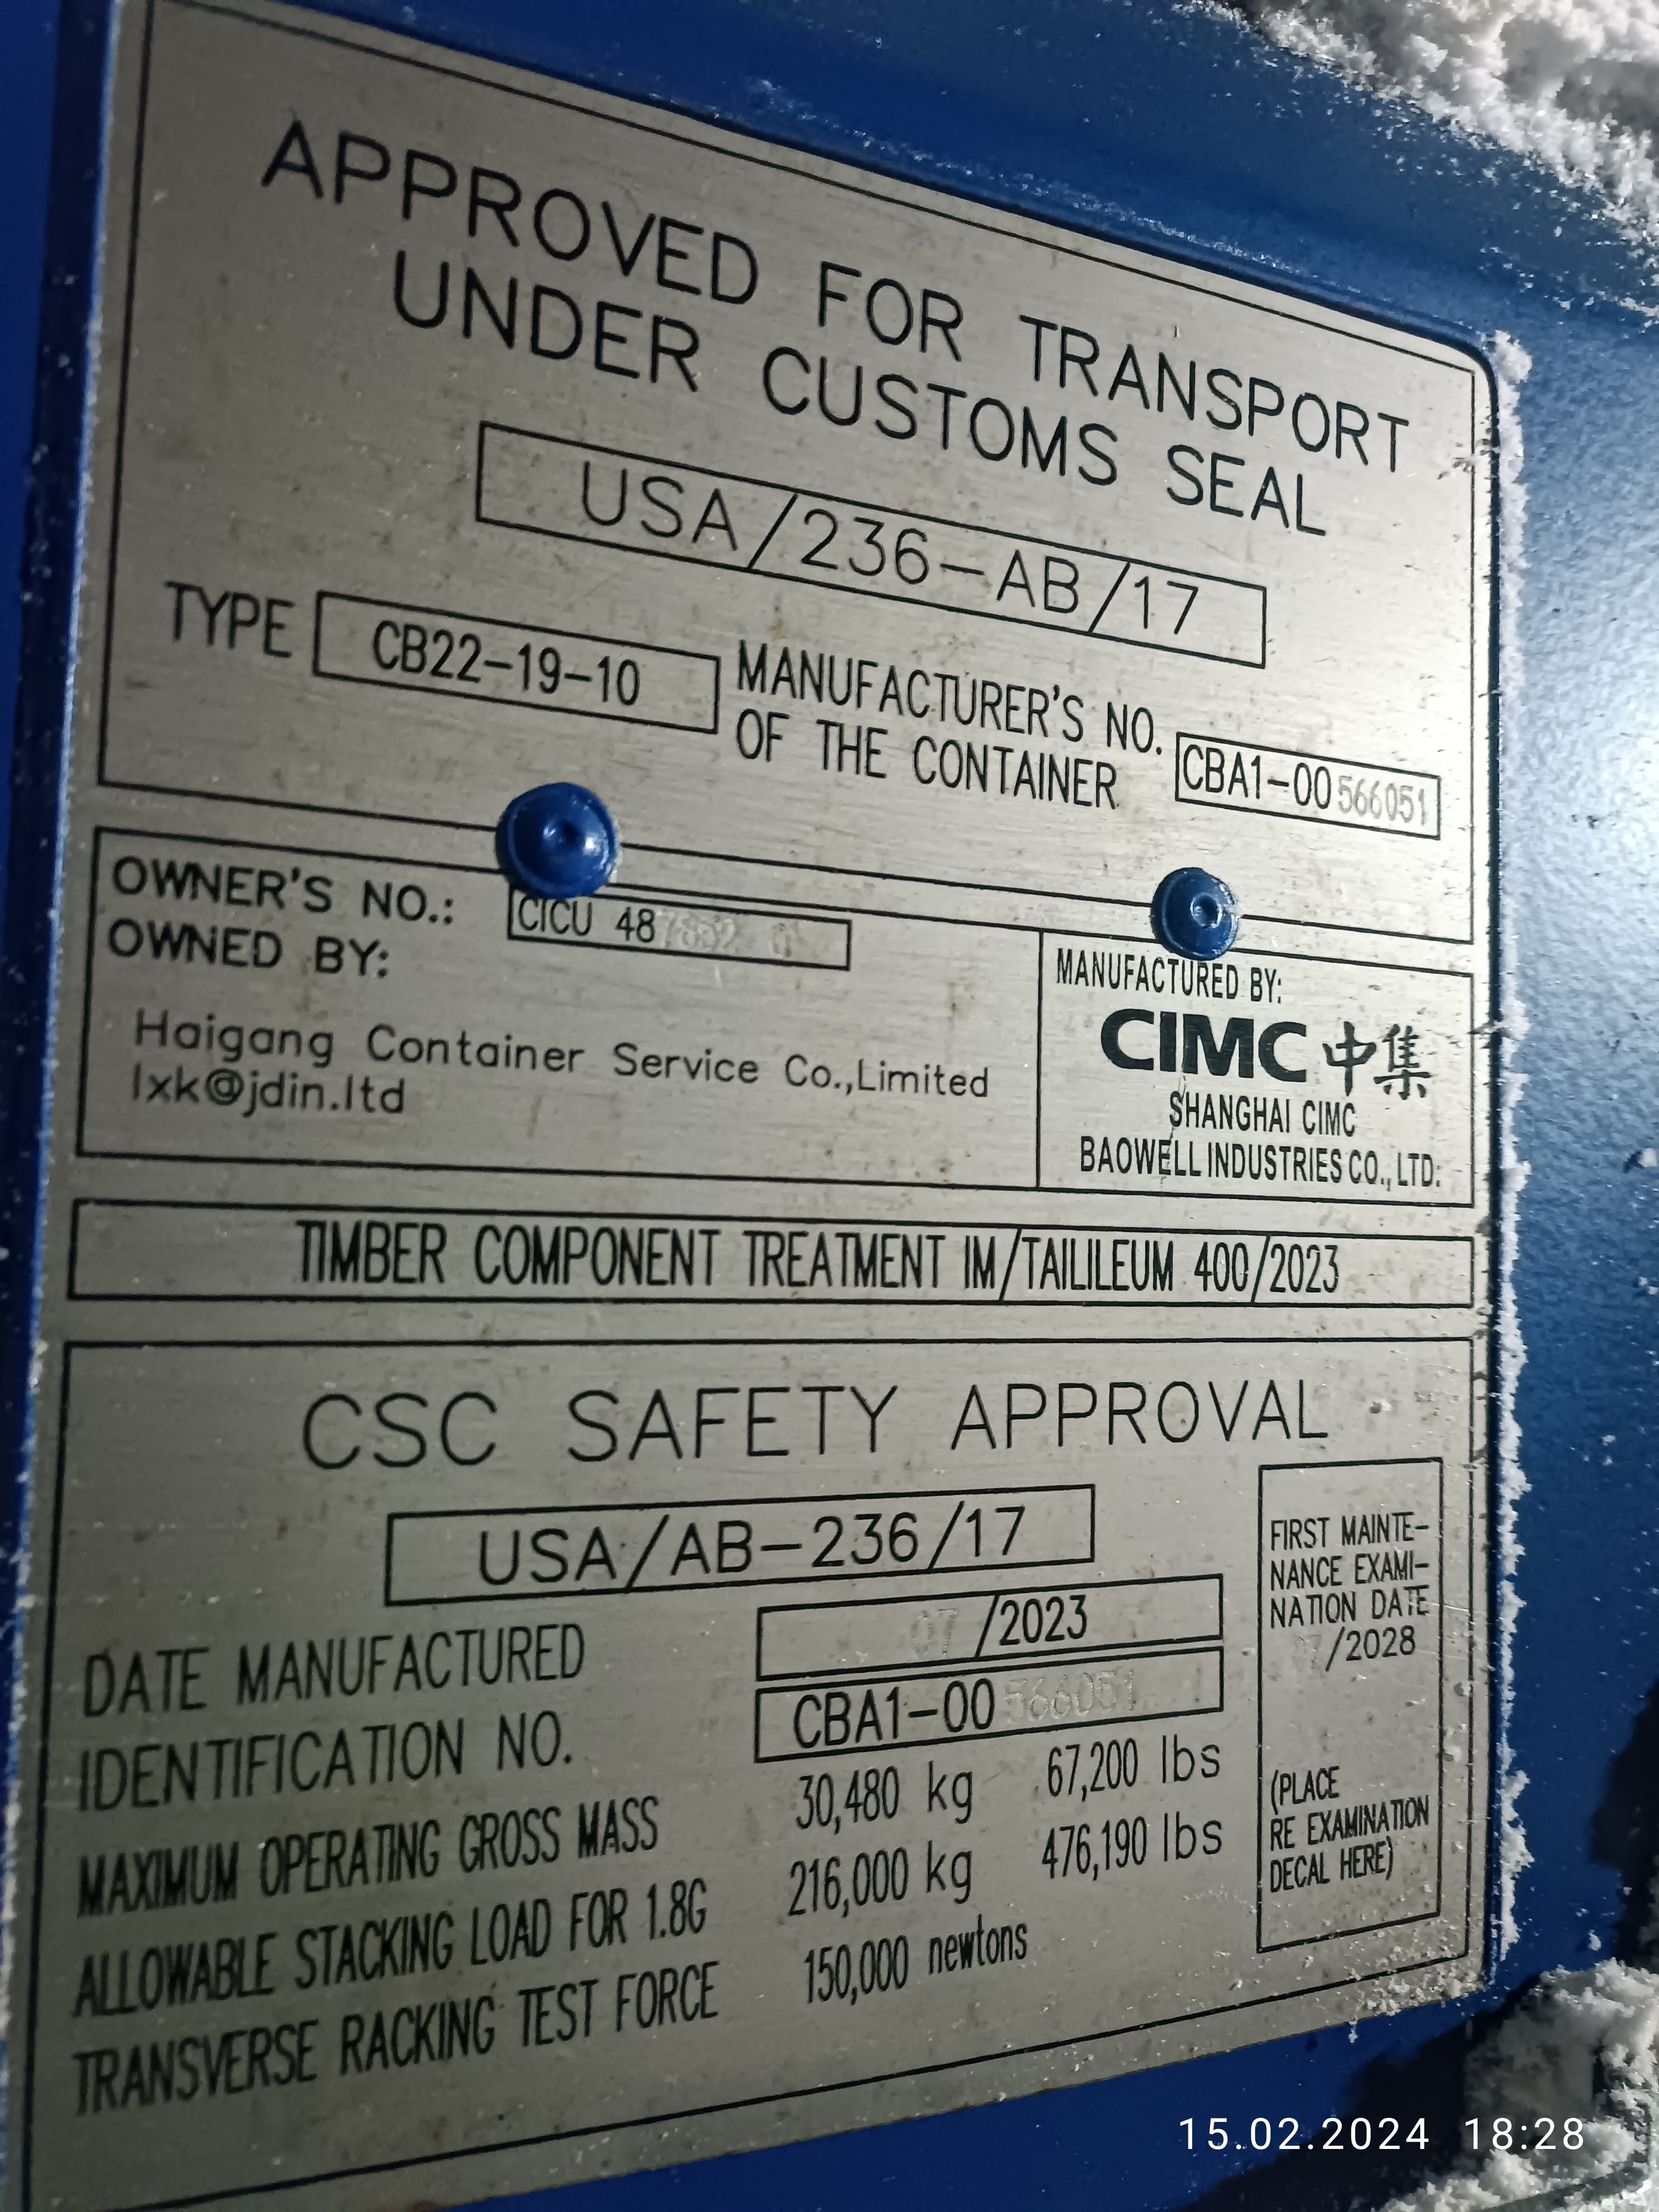 APPROVED FOR TRANSPORT
UNDER CUSTOMS SEAL
USA/236-AB/17
TYPE CB22-19-10
MANUFACTURER'S NO.
OF THE CONTAINER
CBA1-00566051
OWNER'S NO.: CICU 48
OWNED BY:
Haigang Container Service Co.,Limited
lxk@jdin.ltd
MANUFACTURED BY:
CIMC 中集
SHANGHAI CIMC
BAOWELL INDUSTRIES CO., LTD.
TIMBER COMPONENT TREATMENT IM/TAILILEUM 400/2023
CSC SAFETY APPROVAL
USA/AB-236/17
DATE MANUFACTURED 07/2023
IDENTIFICATION NO. CBA1-00566051
MAXIMUM OPERATING GROSS MASS 30,480 kg 67,200 lbs
ALLOWABLE STACKING LOAD FOR 1.8G 216,000 kg 476,190 lbs
TRANSVERSE RACKING TEST FORCE 150,000 newtons
FIRST MAINTE-
NANCE EXAMI-
NATION DATE
/2028
(PLACE
RE EXAMINATION
DECAL HERE)
15.02.2024 18:28